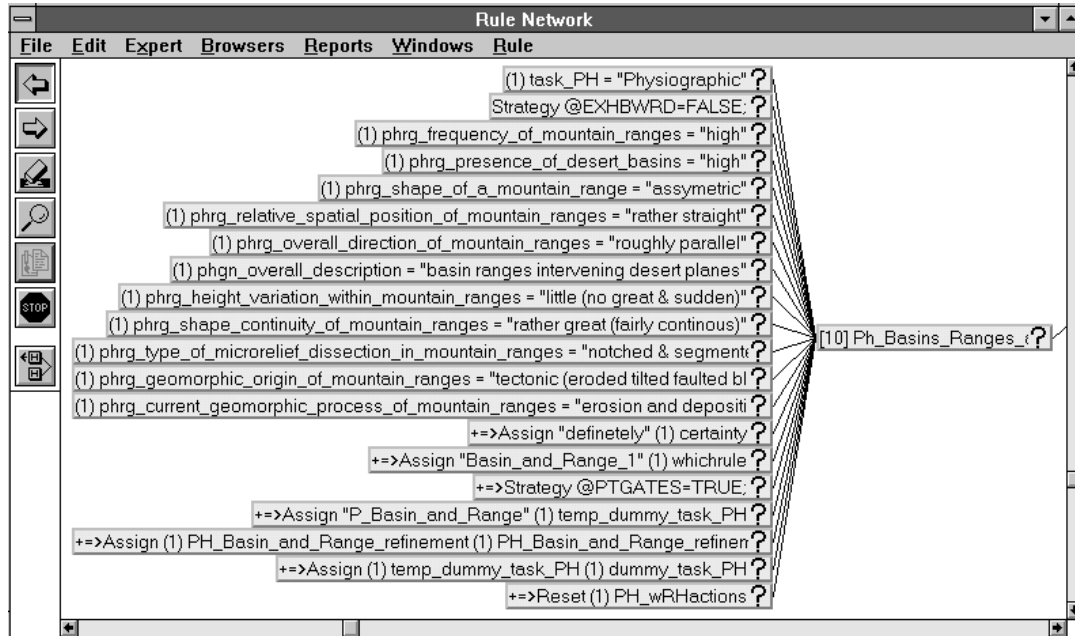 Rule Network
File Edit Expert Browsers Reports Windows Rule
(1) task_PH = "Physiographic" ?
Strategy @EXHBWRD=FALSE; ?
(1) phrg_frequency_of_mountain_ranges = "high" ?
(1) phrg_presence_of_desert_basins = "high" ?
(1) phrg_shape_of_a_mountain_range = "assymetric" ?
(1) phrg_relative_spatial_position_of_mountain_ranges = "rather straight" ?
(1) phrg_overall_direction_of_mountain_ranges = "roughly parallel" ?
(1) phgn_overall_description = "basin ranges intervening desert planes" ?
(1) phrg_height_variation_within_mountain_ranges = "little (no great & sudden)" ?
(1) phrg_shape_continuity_of_mountain_ranges = "rather great (fairly continous)" ?
STOP
[10] Ph_Basins_Ranges_ ?
(1) phrg_type_of_microrelief_dissection_in_mountain_ranges = "notched & segmente ?
H
H
(1) phrg_geomorphic_origin_of_mountain_ranges = "tectonic (eroded tilted faulted bl ?
(1) phrg_current_geomorphic_process_of_mountain_ranges = "erosion and depositi ?
+=>Assign "definetely" (1) certainty ?
+=>Assign "Basin_and_Range_1" (1) whichrule ?
+=>Strategy @PTGATES=TRUE; ?
+=>Assign "P_Basin_and_Range" (1) temp_dummy_task_PH ?
+=>Assign (1) PH_Basin_and_Range_refinement (1) PH_Basin_and_Range_refinen ?
+=>Assign (1) temp_dummy_task_PH (1) dummy_task_PH ?
+=>Reset (1) PH_wRHactions ?